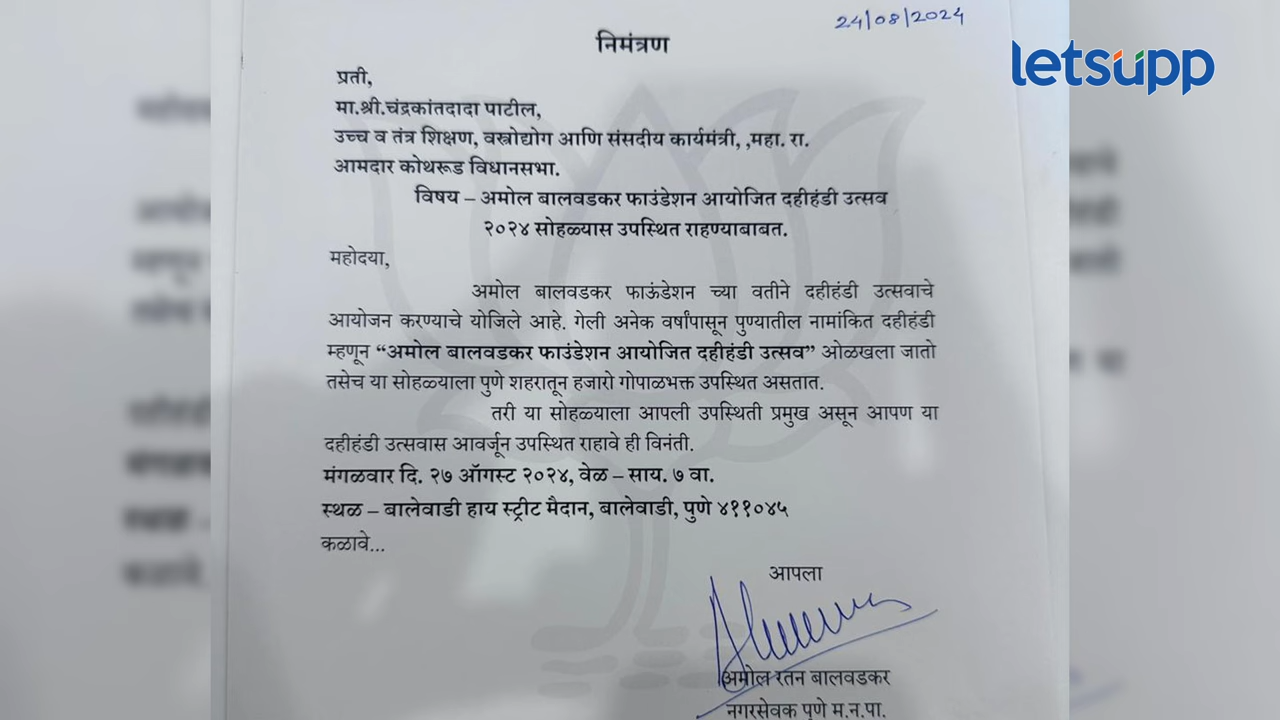 24/08/2024
letsupp
निमंत्रण
प्रती,
मा.श्री.चंद्रकांतदादा पाटील,
उच्च व तंत्र शिक्षण, वस्त्रोद्योग आणि संसदीय कार्यमंत्री, ,महा. रा.
आमदार कोथरूड विधानसभा.
विषय – अमोल बालवडकर फाउंडेशन आयोजित दहीहंडी उत्सव
२०२४ सोहळ्यास उपस्थित राहण्याबाबत.
महोदया,
अमोल बालवडकर फाऊंडेशन च्या वतीने दहीहंडी उत्सवाचे
आयोजन करण्याचे योजिले आहे. गेली अनेक वर्षांपासून पुण्यातील नामांकित दहीहंडी
म्हणून “अमोल बालवडकर फाउंडेशन आयोजित दहीहंडी उत्सव” ओळखला जातो
तसेच या सोहळ्याला पुणे शहरातून हजारो गोपाळभक्त उपस्थित असतात.
तरी या सोहळ्याला आपली उपस्थिती प्रमुख असून आपण या
दहीहंडी उत्सवास आवर्जून उपस्थित राहावे ही विनंती.
मंगळवार दि. २७ ऑगस्ट २०२४, वेळ – साय. ७ वा.
स्थळ – बालेवाडी हाय स्ट्रीट मैदान, बालेवाडी, पुणे ४११०४५
कळावे...
आपला
अमोल रतन बालवडकर
नगरसेवक पुणे म.न.पा.